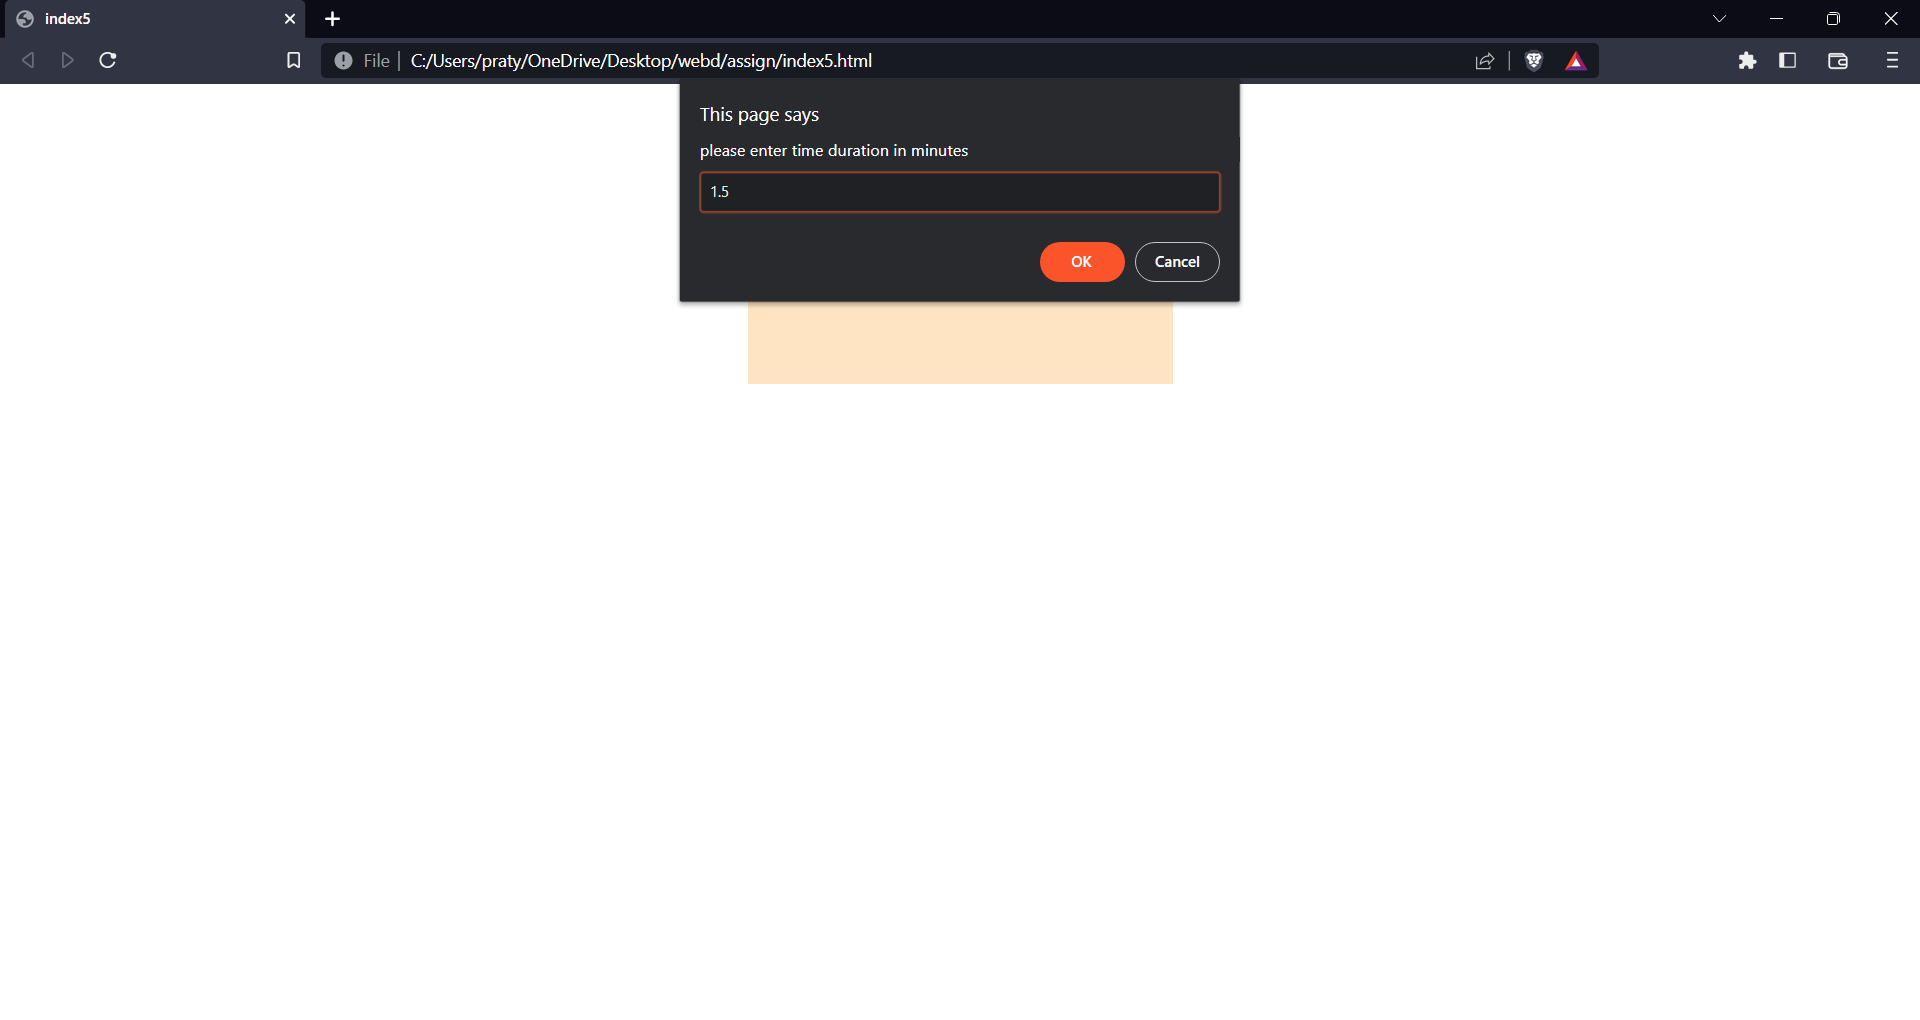 index5
File C:/Users/praty/OneDrive/Desktop/webd/assign/index5.html
This page says
please enter time duration in minutes
1.5
OK Cancel